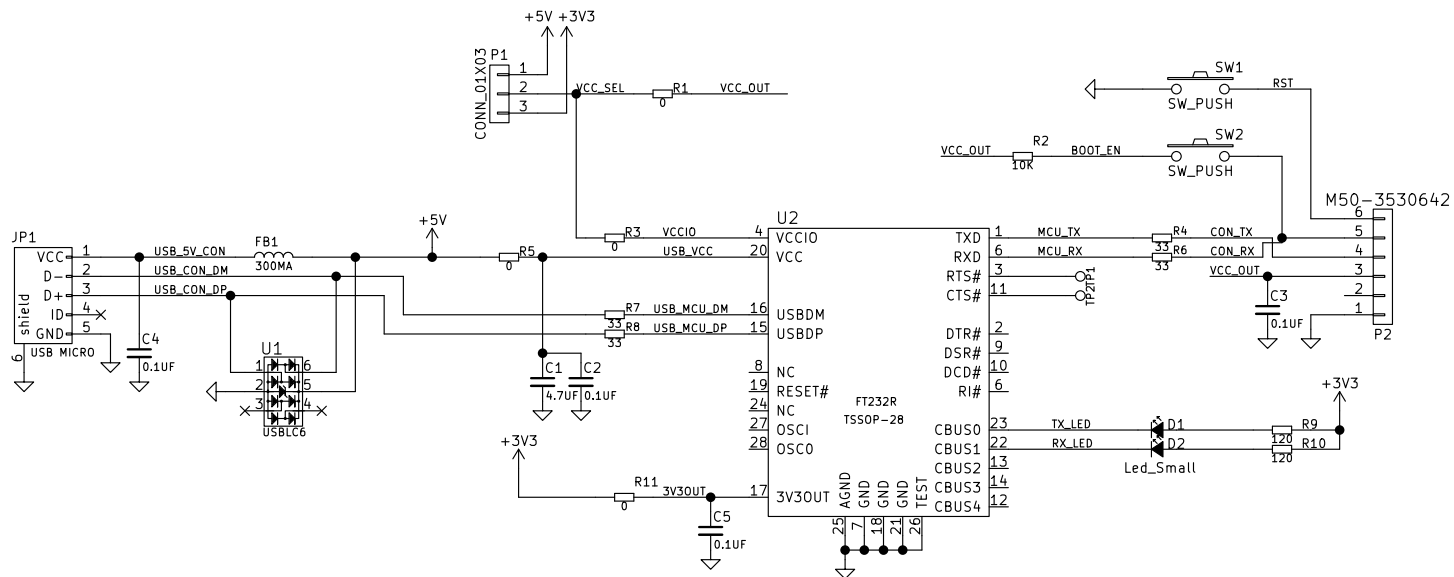 +5V +3V3
P1
CONN_01X03
1
2
3
VCC_SEL R1 VCC_OUT
0
SW1
RST
SW_PUSH
SW2
VCC_OUT R2 BOOT_EN
10K
SW_PUSH
M50-3530642
6
5
4
3
2
1
P2
JP1
VCC 1
D- 2
D+ 3
ID 4
GND 5
shield
6
USB MICRO
USB_5V_CON
FB1
300MA
USB_CON_DM
USB_CON_DP
C4
0.1UF
U1
1 6
2 5
3 4
USBLC6
+5V
R5
0
USB_VCC
R3 VCCIO
0
R7 USB_MCU_DM
33
R8 USB_MCU_DP
33
C1
4.7UF
C2
0.1UF
+3V3
R11 3V3OUT
0
C5
0.1UF
U2
4 VCCIO
20 VCC
16 USBDM
15 USBDP
8 NC
19 RESET#
24 NC
27 OSCI
28 OSCO
17 3V3OUT
FT232R
TSSOP-28
AGND 25
GND 7
GND 18
GND 21
TEST 26
TXD 1
RXD 6
RTS# 3
CTS# 11
DTR# 2
DSR# 9
DCD# 10
RI# 6
CBUS0 23
CBUS1 22
CBUS2 13
CBUS3 14
CBUS4 12
MCU_TX R4 CON_TX
33
MCU_RX R6 CON_RX
33
TP1
TP2
VCC_OUT
C3
0.1UF
TX_LED D1 R9
120
RX_LED D2 R10
120
Led_Small
+3V3